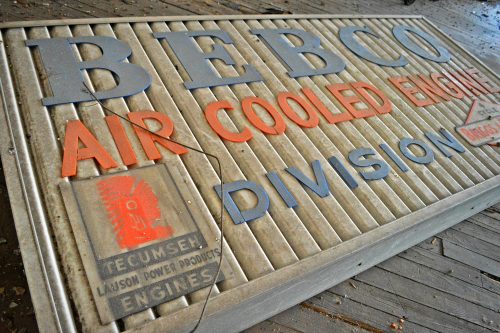 BEBCO
AIR COOLED ENGINE
DIVISION
TECUMSEH
LAUSON POWER PRODUCTS
ENGINES